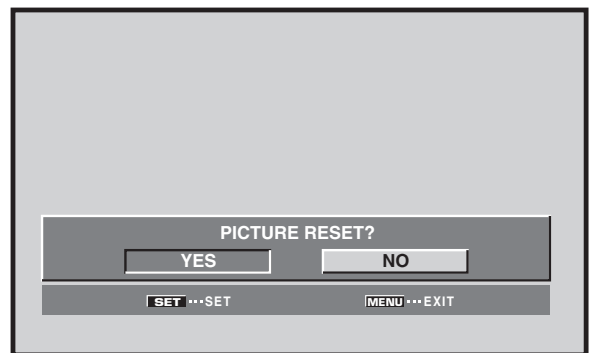 PICTURE RESET?
YES NO
SET ···SET MENU ···EXIT